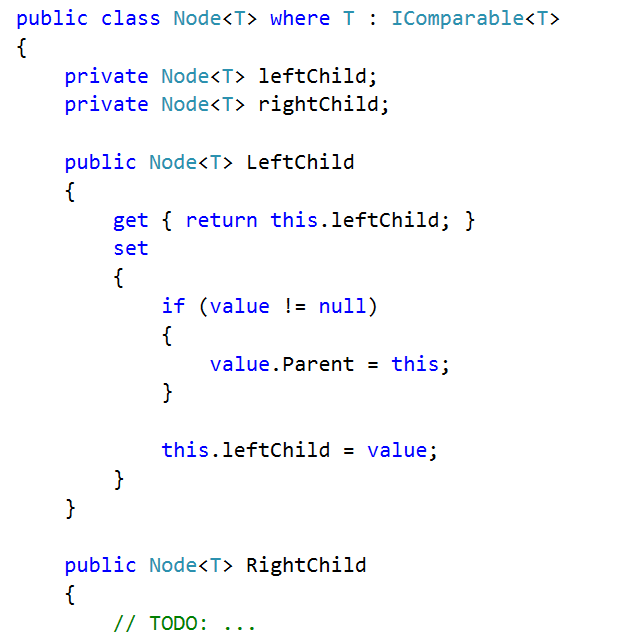 public class Node<T> where T : IComparable<T>
{
    private Node<T> leftChild;
    private Node<T> rightChild;

    public Node<T> LeftChild
    {
        get { return this.leftChild; }
        set
        {
            if (value != null)
            {
                value.Parent = this;
            }

            this.leftChild = value;
        }
    }

    public Node<T> RightChild
    {
        // TODO: ...